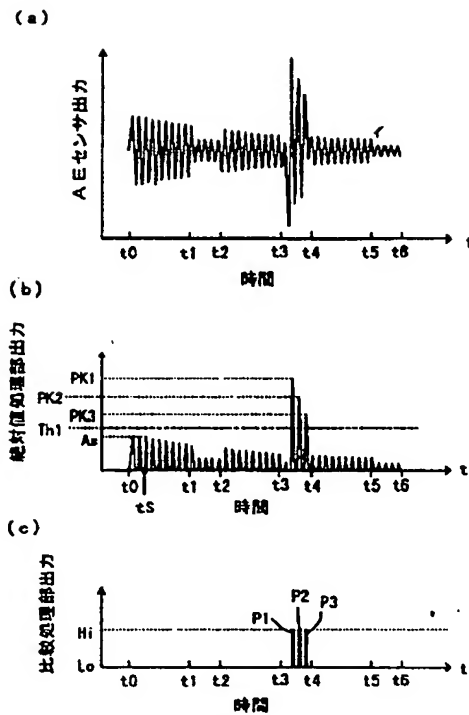 (a)
AEセンサ出力
t0 t1 t2 t3 t4 t5 t6 t
時間
(b)
絶対値処理部出力
PK1
PK2
PK3
Th1
As
t0 t1 t2 t3 t4 t5 t6 t
tS
時間
(c)
比較処理部出力
P1 P2 P3
Hi
Lo
t0 t1 t2 t3 t4 t5 t6 t
時間